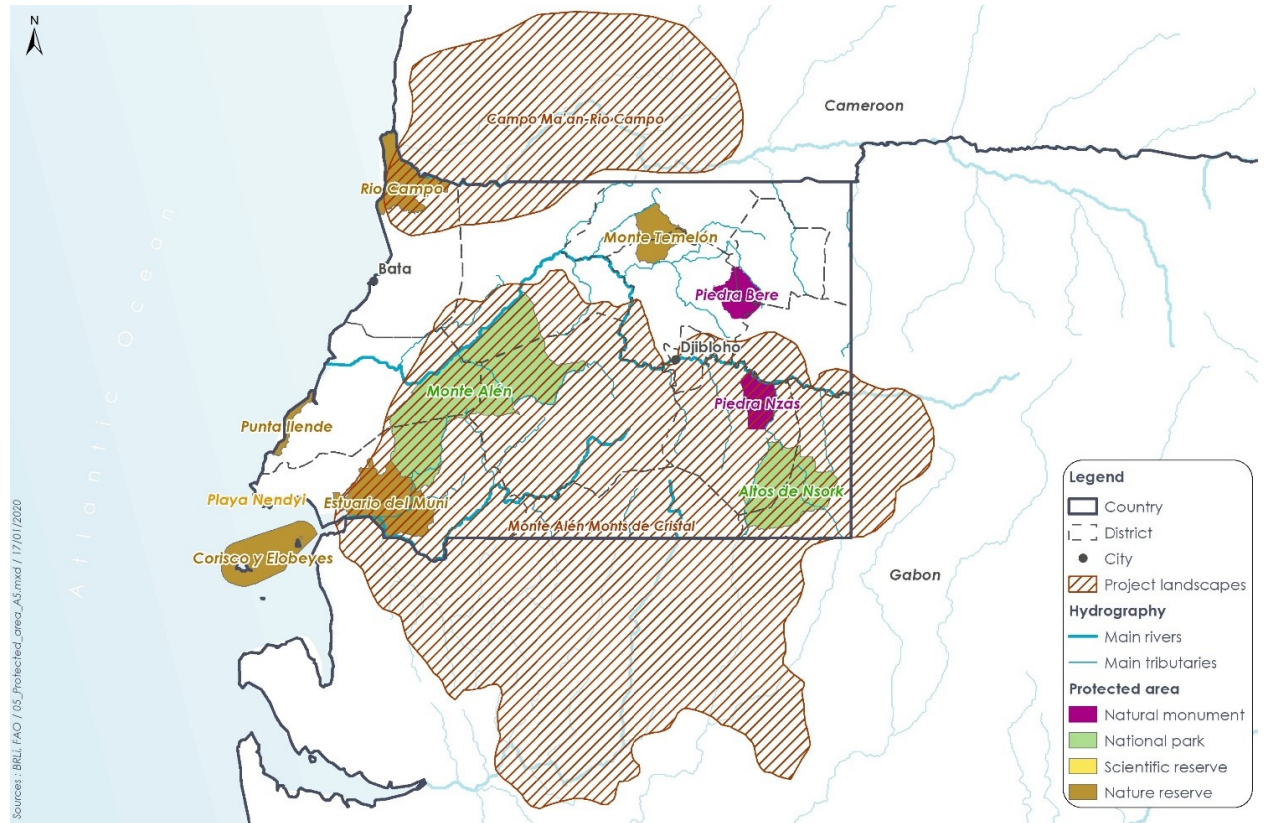 N
Cameroon
Campo Ma'an-Rio Campo
Rio Campo
Monte Temelón
Bata
Piedra Bere
Djibloho
Monte Alén
Piedra Nzas
Punta Ilende
Altos de Nsork
Playa Nendyi
Estuario del Muni
Monte Alén Monts de Cristal
Corisco y Elobeyes
Gabon
Atlantic Ocean
Legend
Country
District
City
Project landscapes
Hydrography
Main rivers
Main tributaries
Protected area
Natural monument
National park
Scientific reserve
Nature reserve
Sources : BRLi, FAO / 05_Protected_area_A5.mxd / 17/01/2020